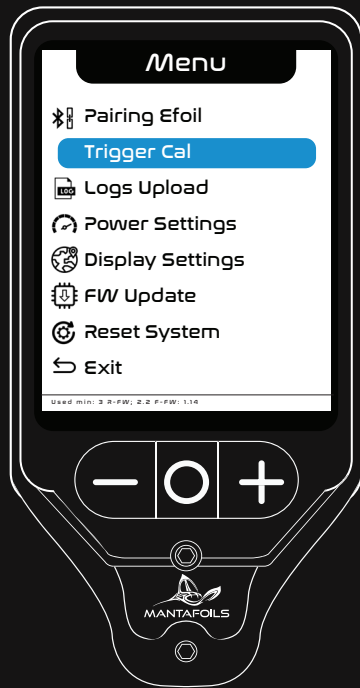 Menu
Pairing Efoil
Trigger Cal
LOG
Logs Upload
Power Settings
Display Settings
FW Update
Reset System
Exit
Used min: 3 R-FW; 2.2 F-FW: 1.14
MANTAFOILS